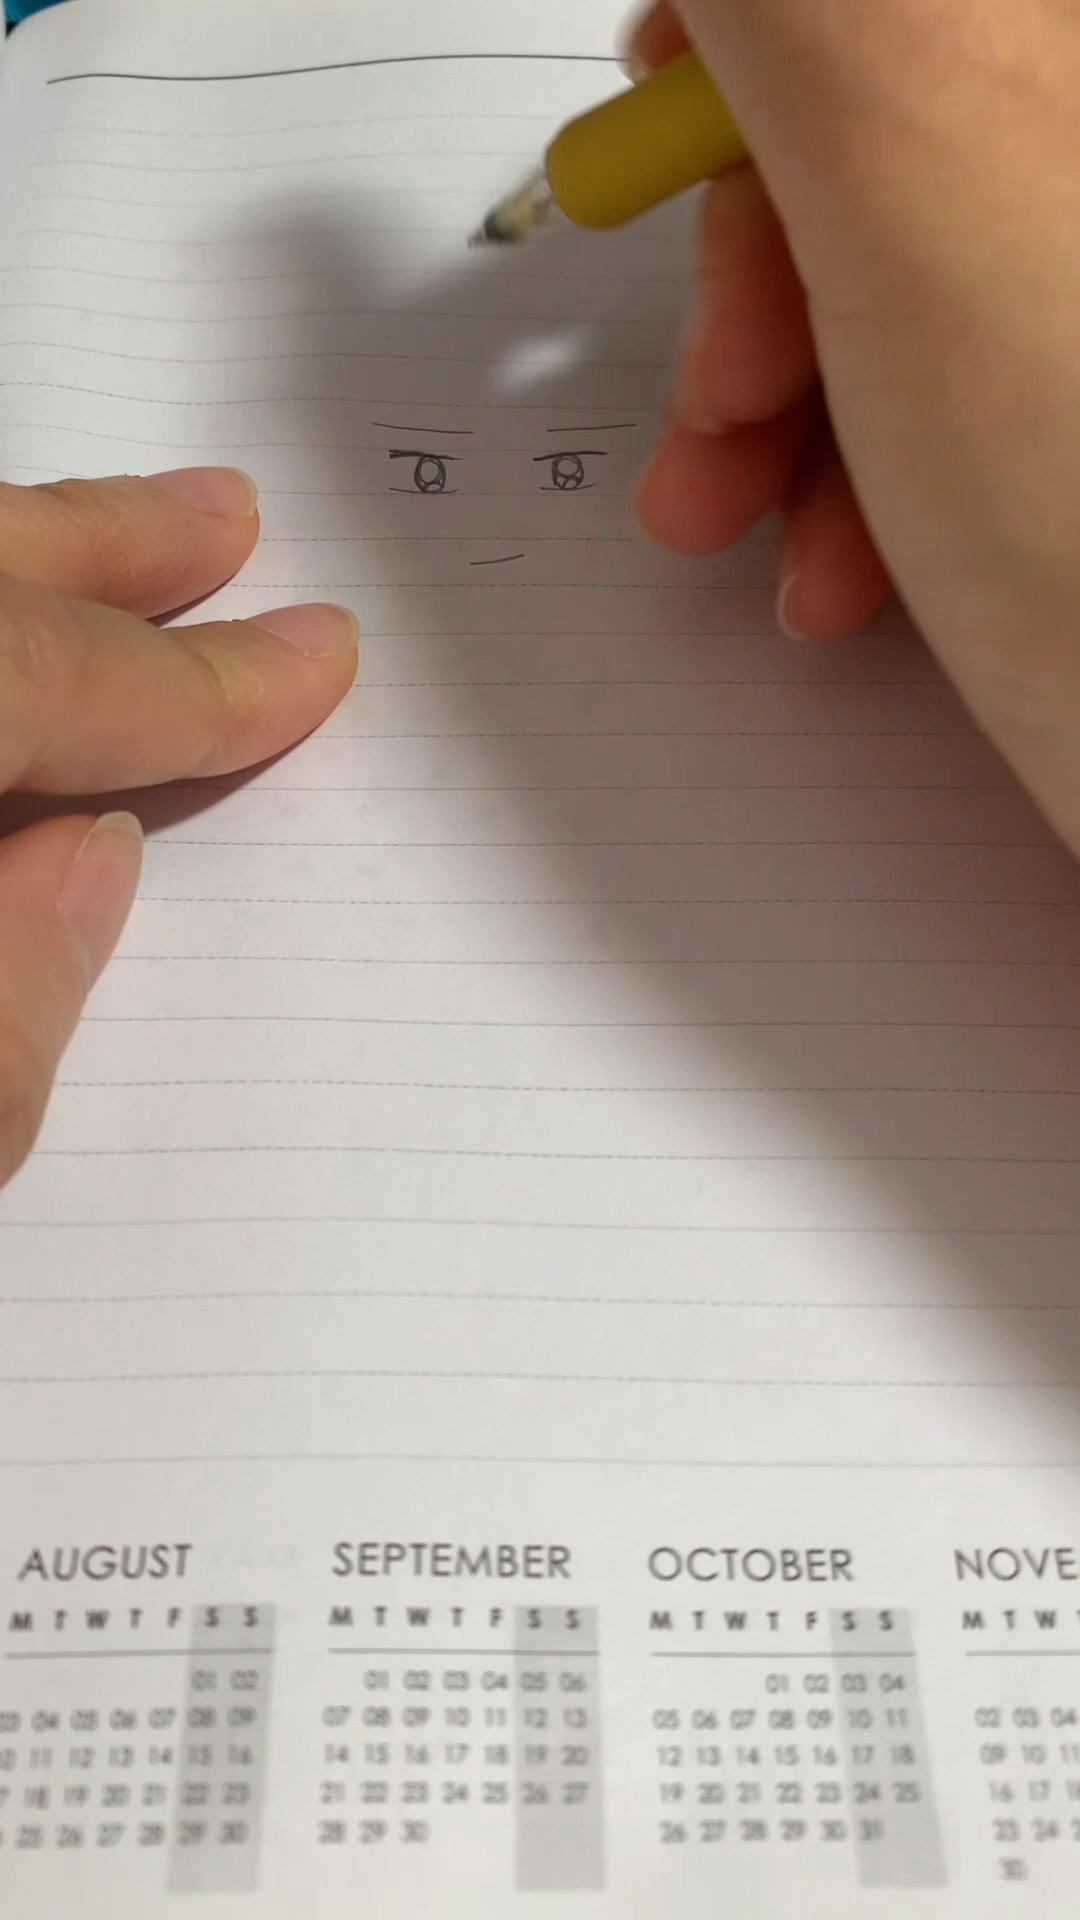 AUGUST SEPTEMBER OCTOBER NOVE
M T W T F S S M T W T F S S M T W T F S S M T W
01 02 01 02 03 04 05 06 01 02 03 04
03 04 05 06 07 08 09 07 08 09 10 11 12 13 05 06 07 08 09 10 11 02 03 04
11 12 13 14 15 16 14 15 16 17 18 19 20 12 13 14 15 16 17 18 09 10 11
18 19 20 21 22 23 21 22 23 24 25 26 27 19 20 21 22 23 24 25 16 17
25 26 27 28 29 30 28 29 30 26 27 28 29 30 31 23 24
30